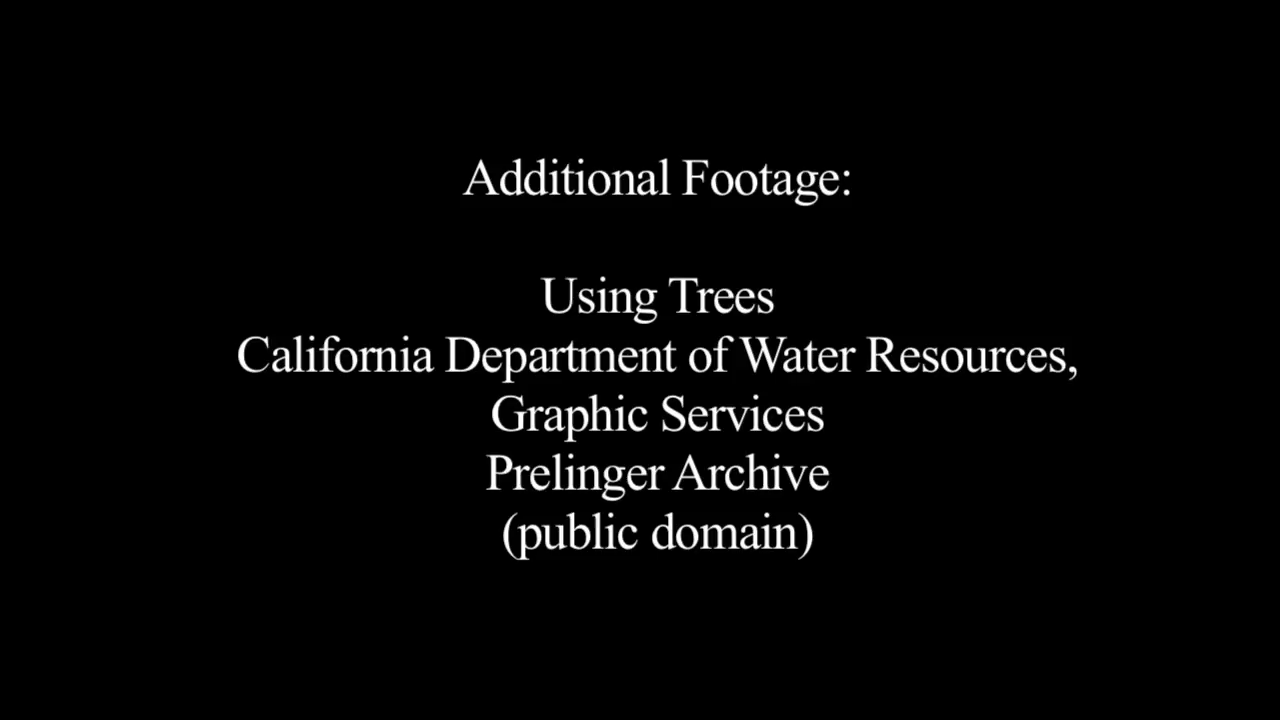 Additional Footage:
Using Trees
California Department of Water Resources,
Graphic Services
Prelinger Archive
(public domain)